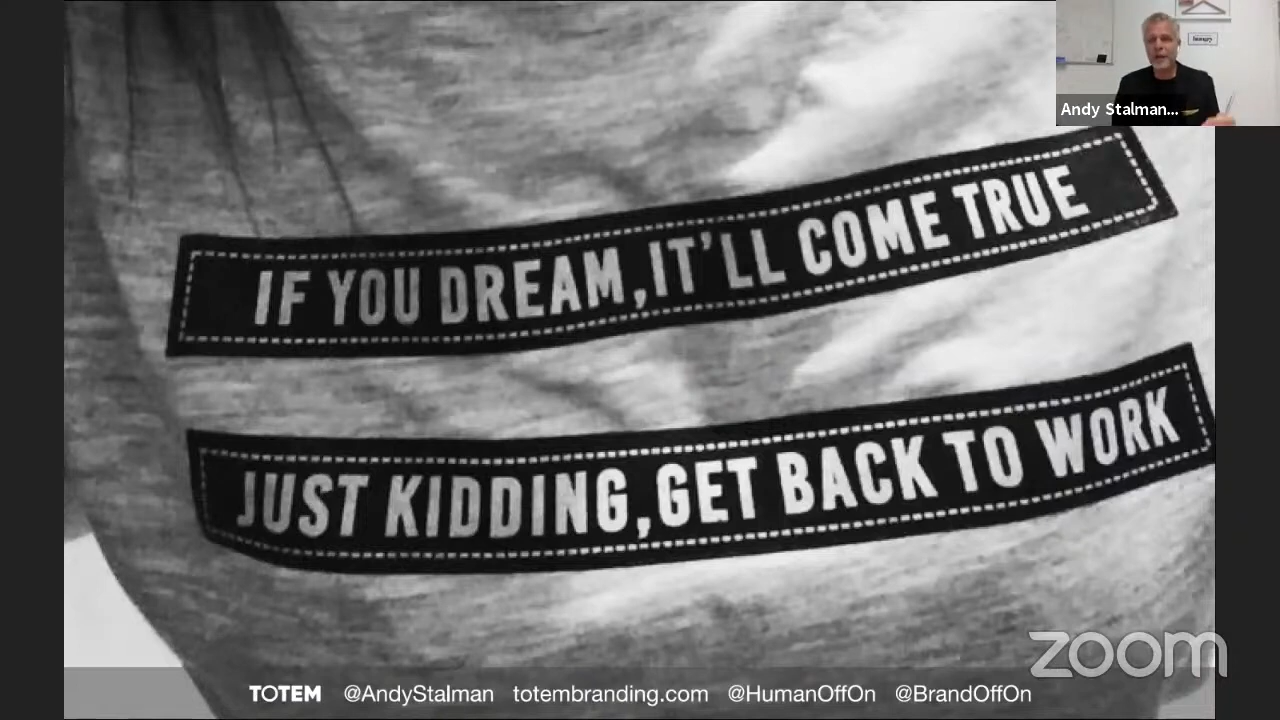 Andy Stalman...
IF YOU DREAM, IT'LL COME TRUE
JUST KIDDING, GET BACK TO WORK
zoom
TOTEM @AndyStalman totembranding.com @HumanOffOn @BrandOffOn